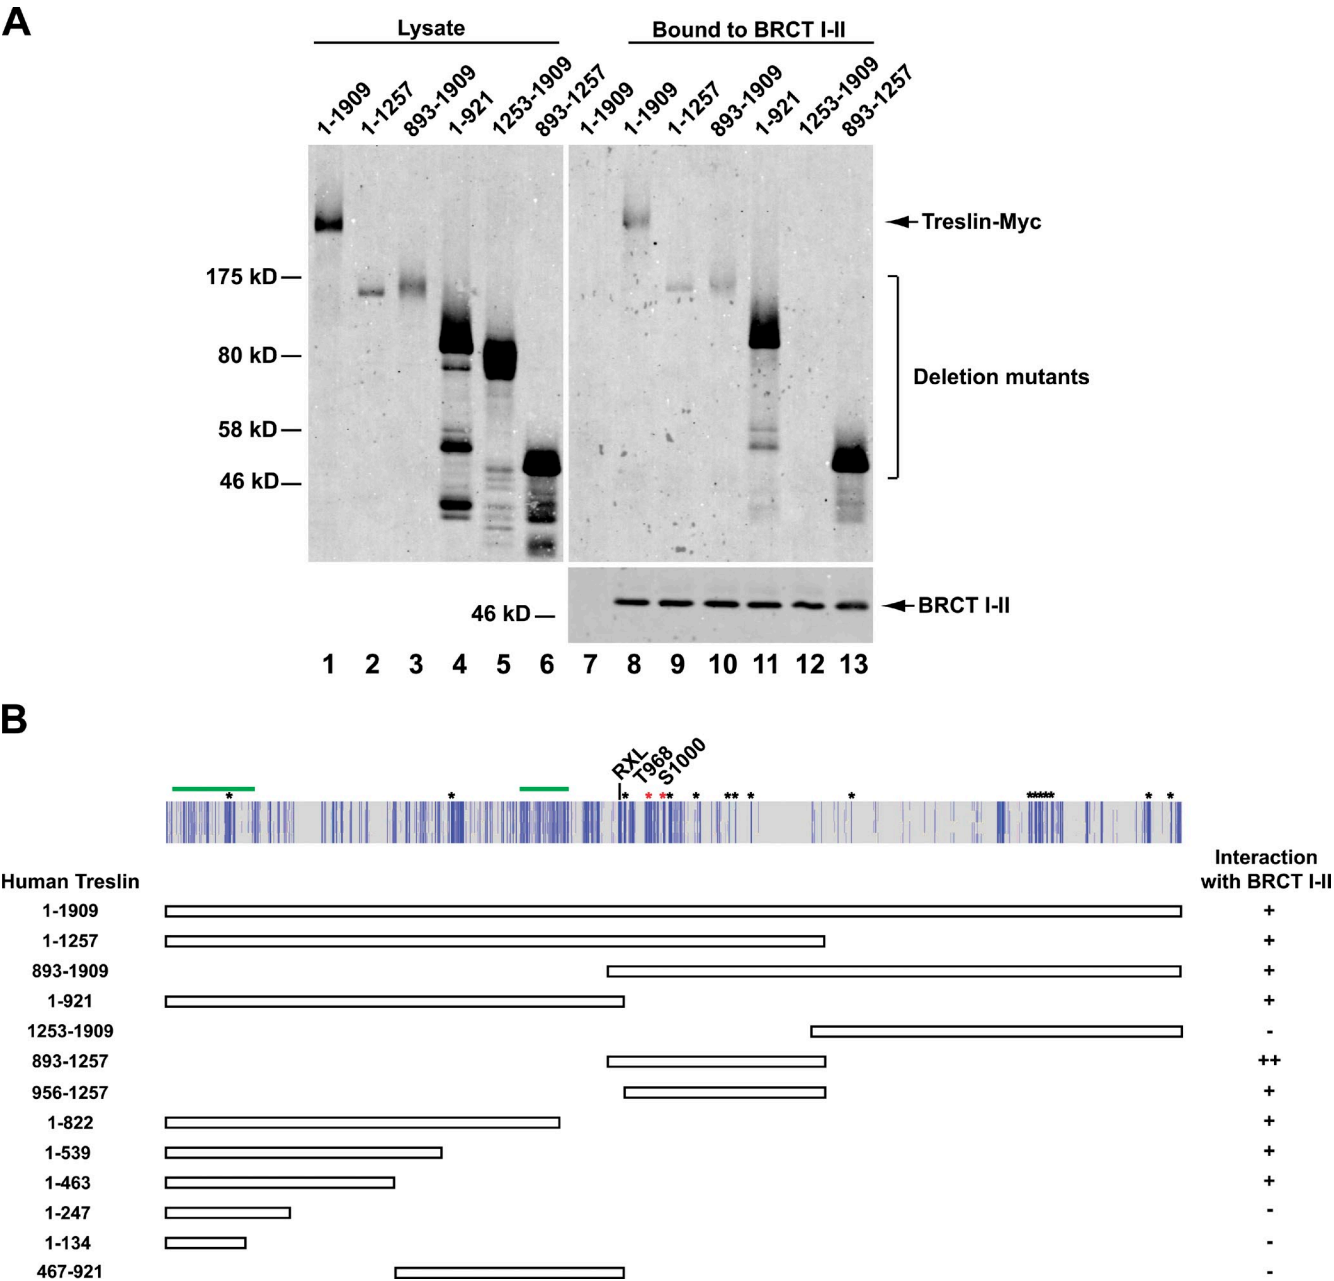 A
Lysate
Bound to BRCT I-II
1-1909
1-1257
893-1909
1-921
1253-1909
893-1257
1-1909
1-1909
1-1257
893-1909
1-921
1253-1909
893-1257
Treslin-Myc
175 kD
80 kD
Deletion mutants
58 kD
46 kD
BRCT I-II
46 kD
1 2 3 4 5 6 7 8 9 10 11 12 13
B
RXL
T968
S1000
* * * * * * * * * * * ***** * *
Interaction
Human Treslin with BRCT I-II
1-1909 +
1-1257 +
893-1909 +
1-921 +
1253-1909 -
893-1257 ++
956-1257 +
1-822 +
1-539 +
1-463 +
1-247 -
1-134 -
467-921 -